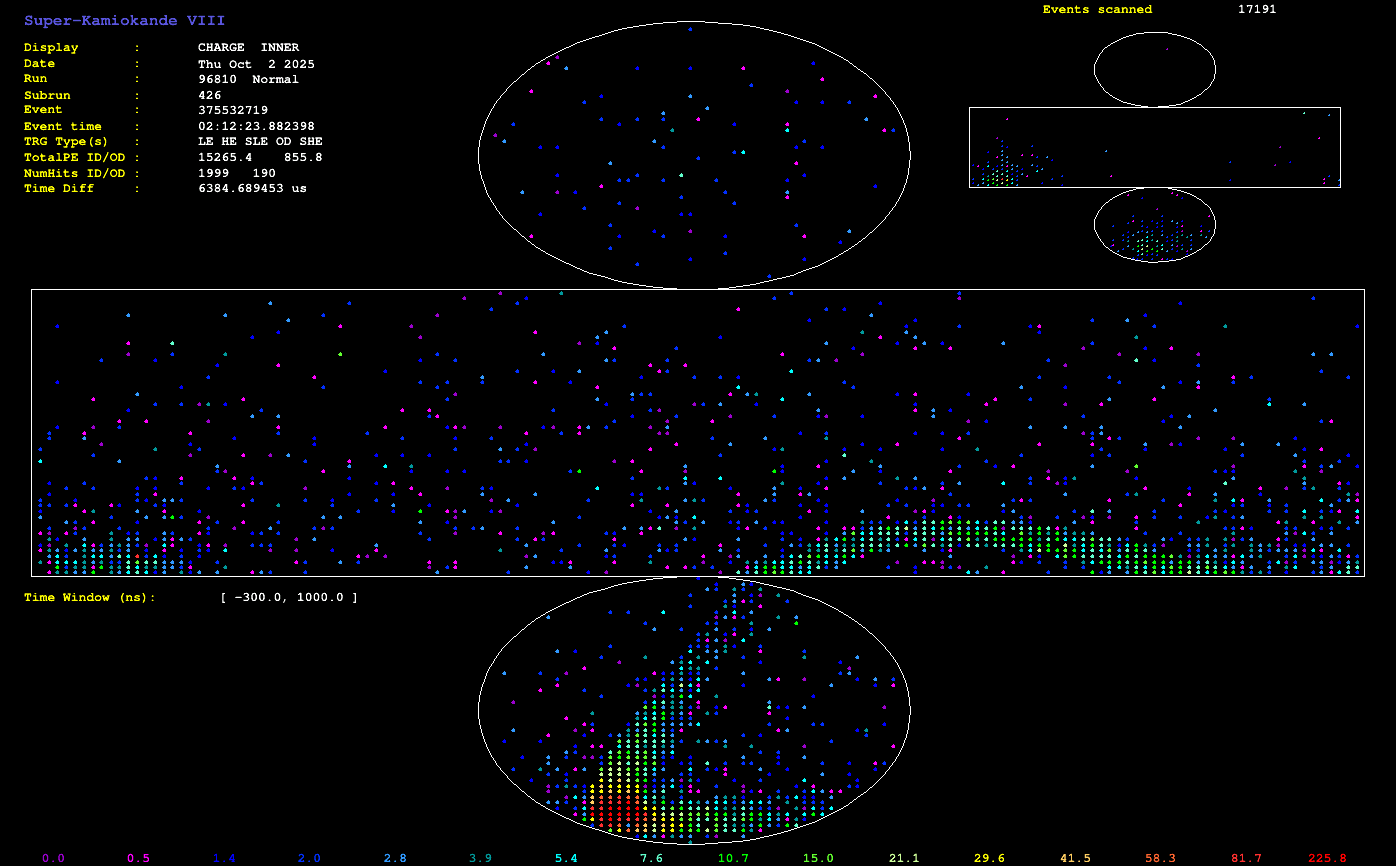 Super-Kamiokande VIII
Events scanned 17191
Display : CHARGE INNER
Date : Thu Oct 2 2025
Run : 96810 Normal
Subrun : 426
Event : 375532719
Event time : 02:12:23.882398
TRG Type(s) : LE HE SLE OD SHE
TotalPE ID/OD : 15265.4 855.8
NumHits ID/OD : 1999 190
Time Diff : 6384.689453 us
Time Window (ns): [ -300.0, 1000.0 ]
0.0 0.5 1.4 2.0 2.8 3.9 5.4 7.6 10.7 15.0 21.1 29.6 41.5 58.3 81.7 225.8